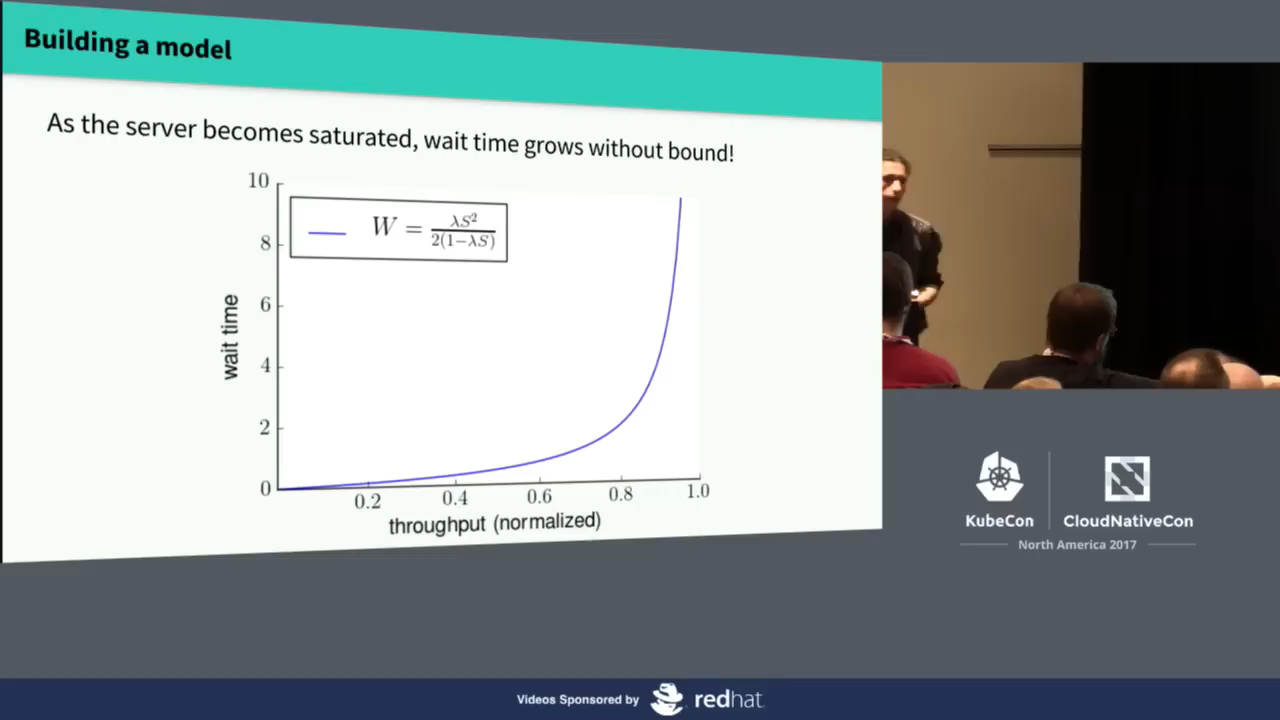 Building a model
As the server becomes saturated, wait time grows without bound!
10
W = λS²/2(1−λS)
8
6
4
2
0
wait time
0.2
0.4
0.6
0.8
1.0
throughput (normalized)
KubeCon
CloudNativeCon
North America 2017
Videos Sponsored by
redhat